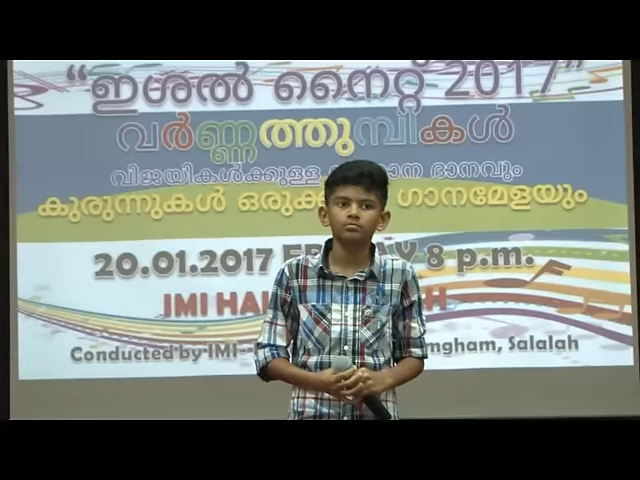 "ഇശൽ നൈറ്റ് 2017"
വർണ്ണത്തുമ്പികൾ
വിജയികൾക്കുള്ള ദാനവും
കുരുന്നുകൾ ഗാനമേളയും
20.01.2017 8 p.m.
IMI
Conducted by IMI Salalah